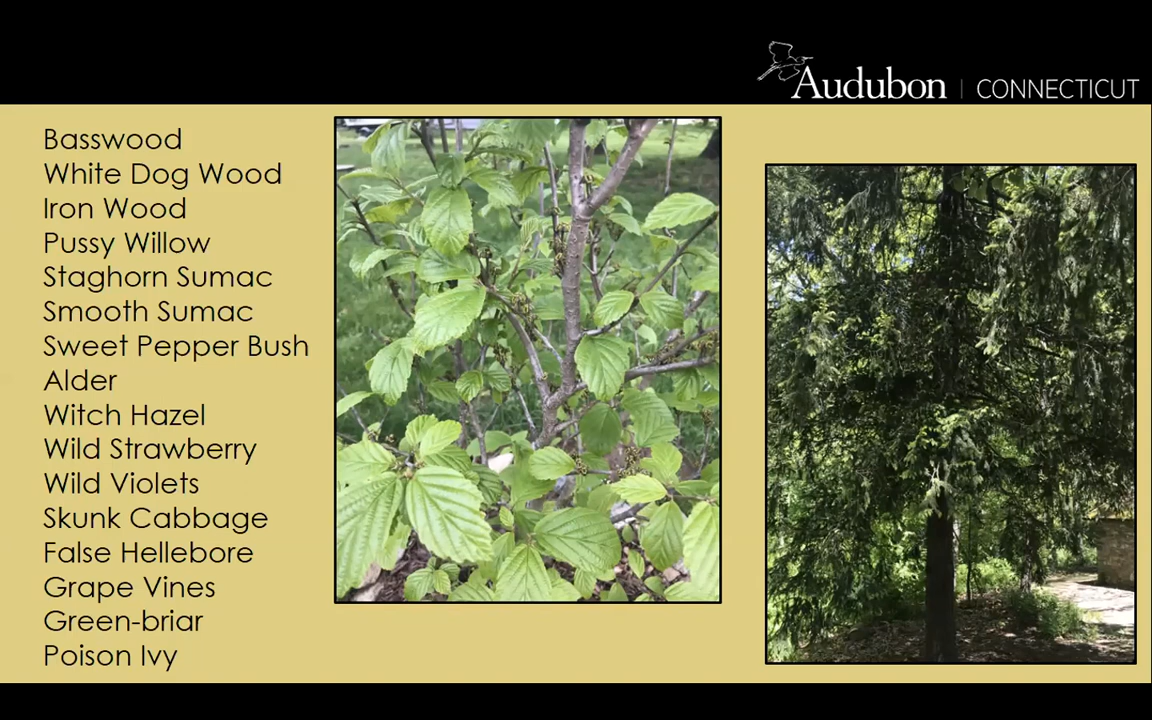 Audubon | CONNECTICUT
Basswood
White Dog Wood
Iron Wood
Pussy Willow
Staghorn Sumac
Smooth Sumac
Sweet Pepper Bush
Alder
Witch Hazel
Wild Strawberry
Wild Violets
Skunk Cabbage
False Hellebore
Grape Vines
Green-briar
Poison Ivy